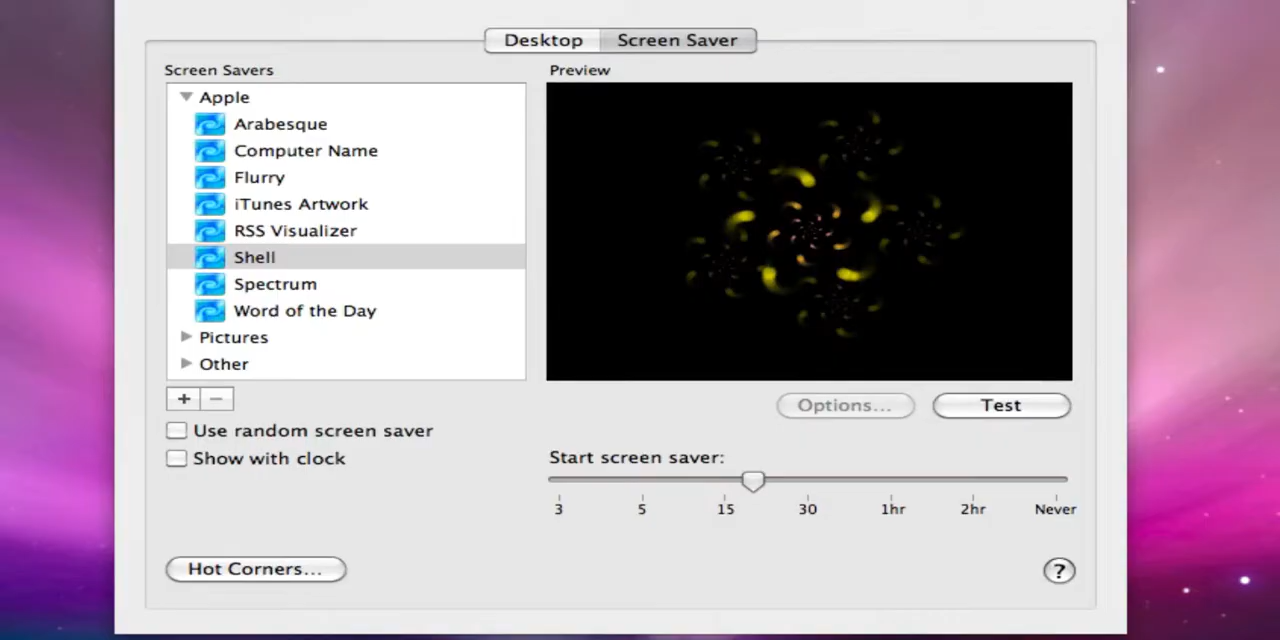 Desktop Screen Saver
Screen Savers
Preview
Apple
Arabesque
Computer Name
Flurry
iTunes Artwork
RSS Visualizer
Shell
Spectrum
Word of the Day
Pictures
Other
+ −
Options... Test
Use random screen saver
Show with clock
Start screen saver:
3 5 15 30 1hr 2hr Never
Hot Corners...
?